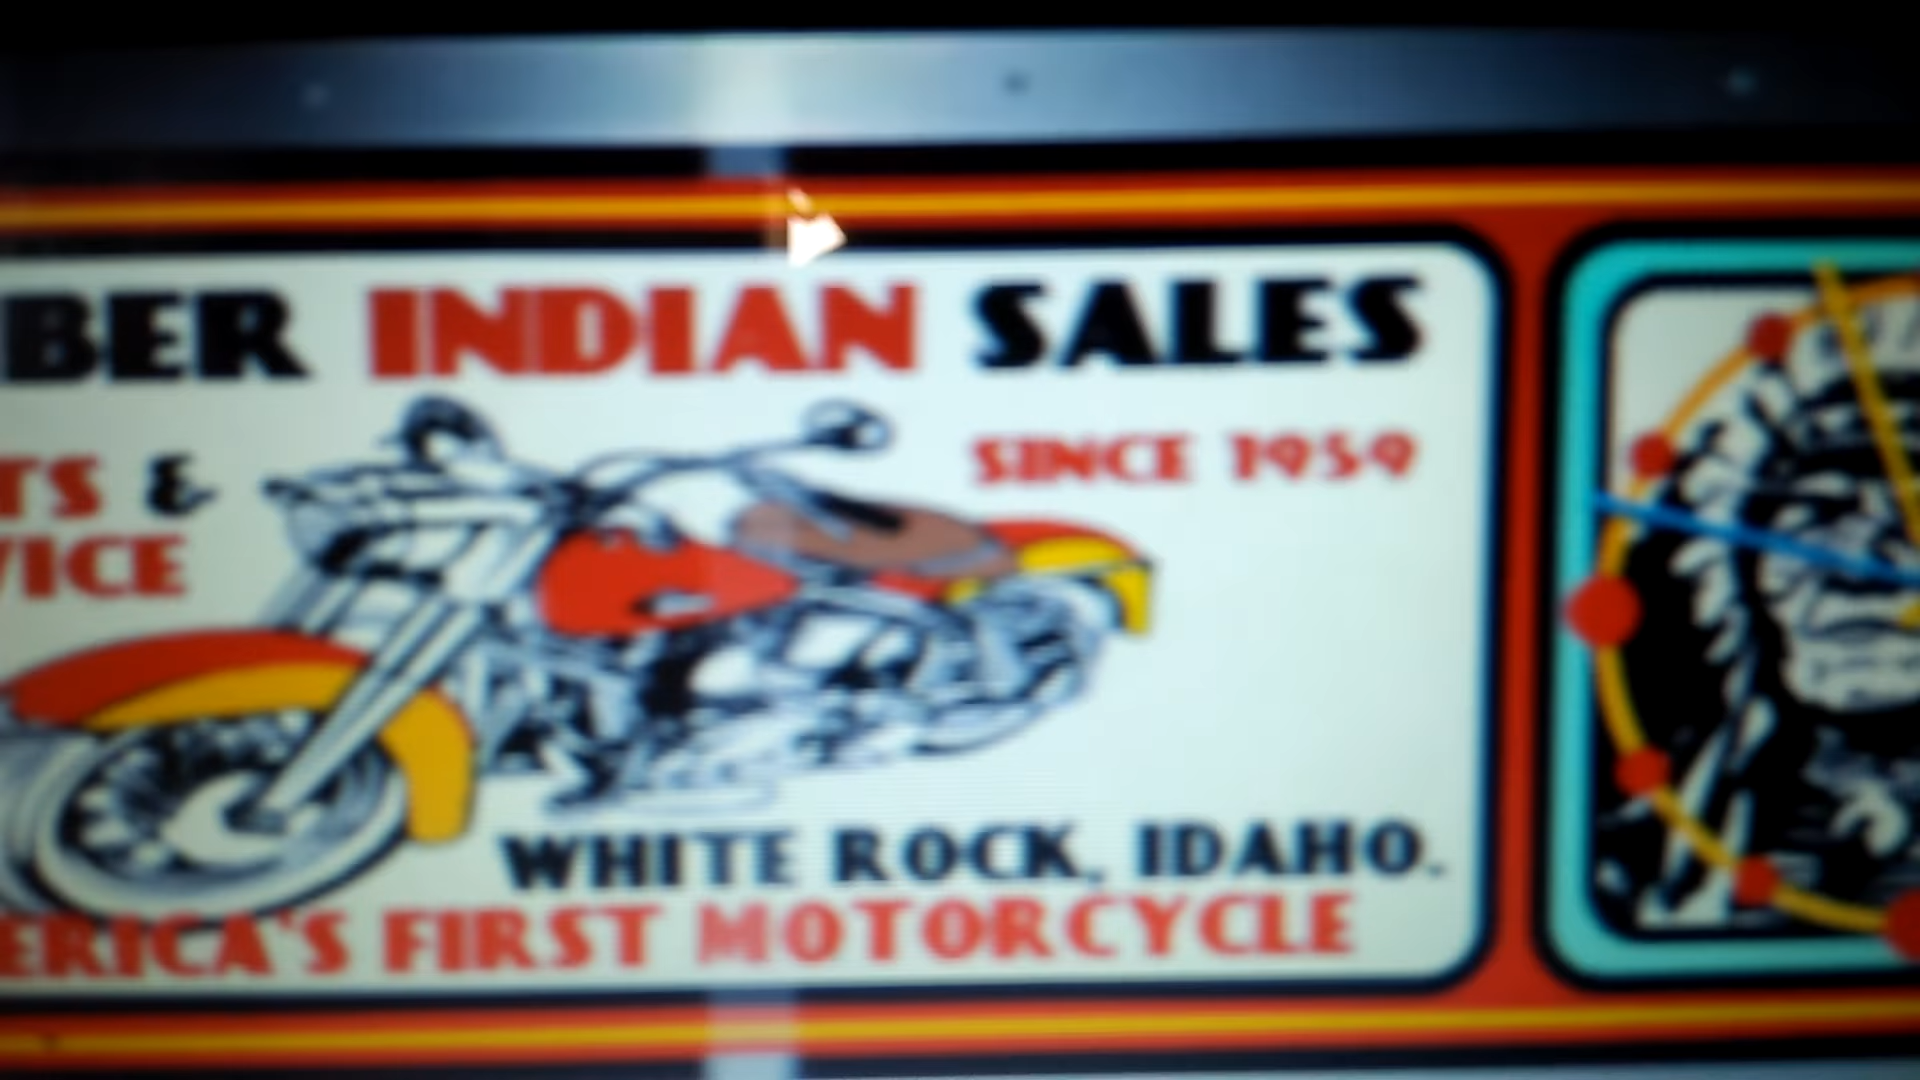 BER INDIAN SALES
SINCE 1959
TS &
VICE
WHITE ROCK, IDAHO.
ERICA'S FIRST MOTORCYCLE